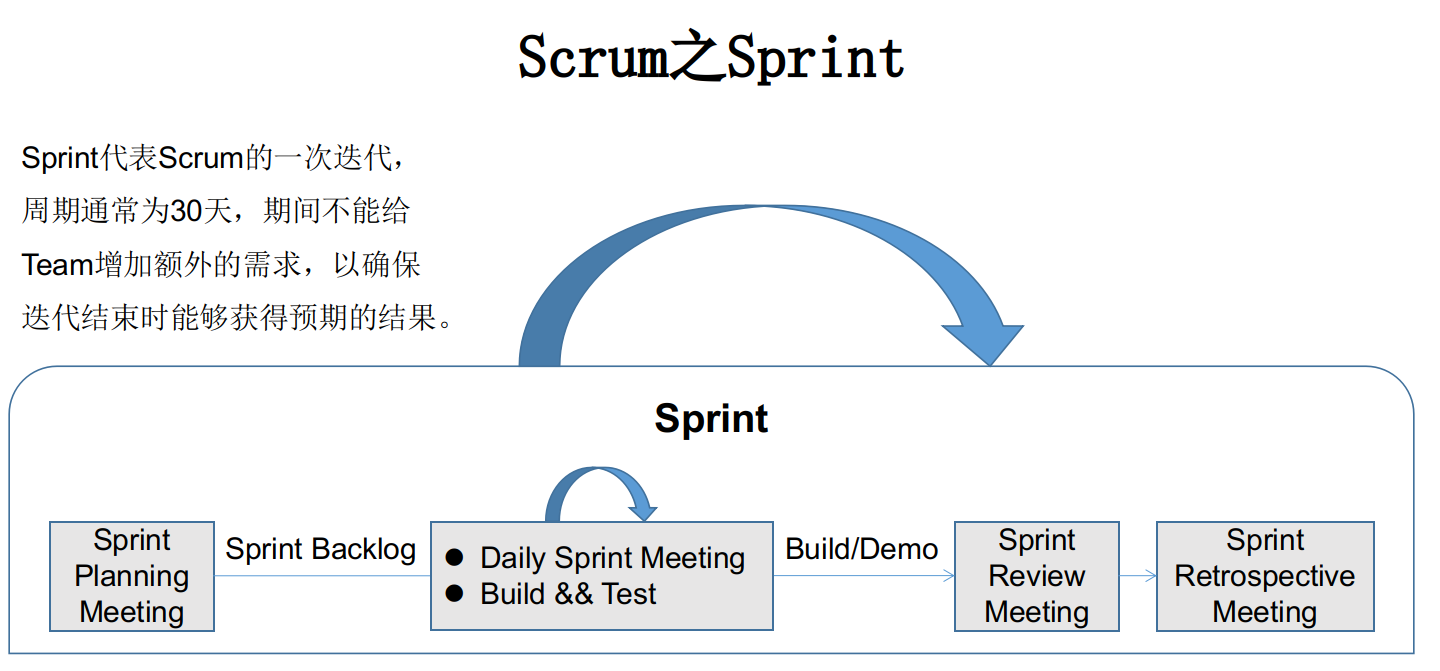 Scrum之Sprint
Sprint代表Scrum的一次迭代，
周期通常为30天，期间不能给
Team增加额外的需求，以确保
迭代结束时能够获得预期的结果。
Sprint
Sprint
Planning
Meeting
Sprint Backlog
● Daily Sprint Meeting
● Build && Test
Build/Demo
Sprint
Review
Meeting
Sprint
Retrospective
Meeting